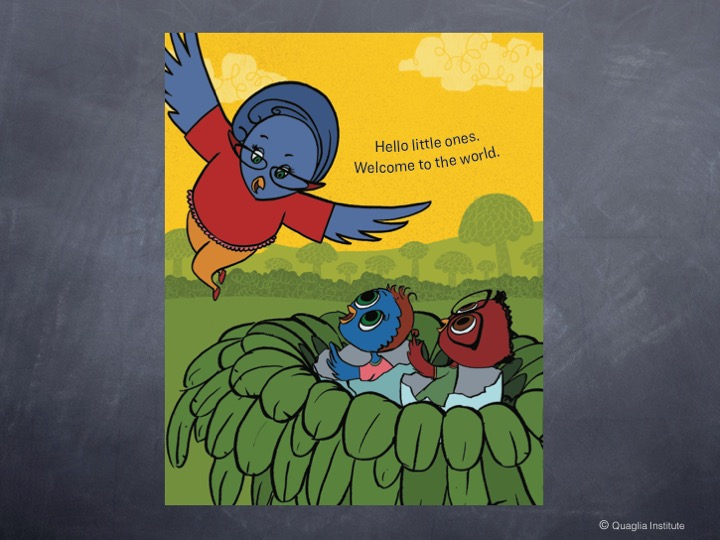 Hello little ones.
Welcome to the world.
© Quaglia Institute